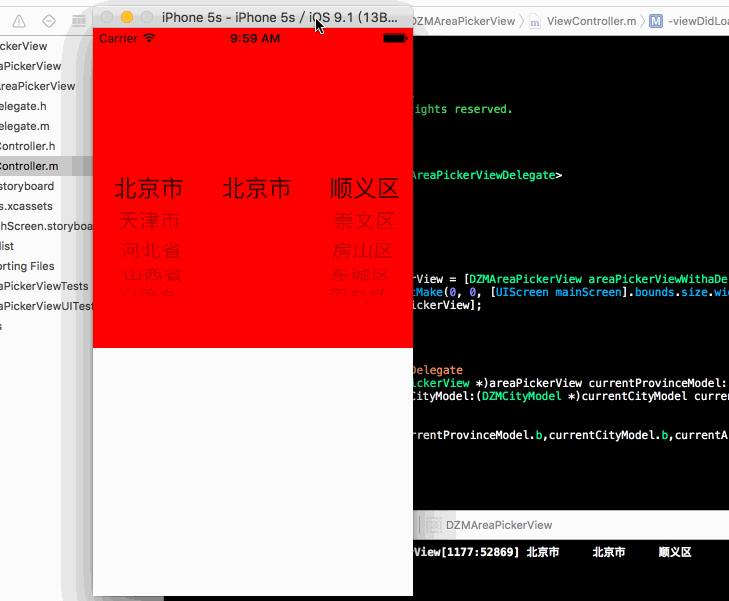 iPhone 5s - iPhone 5s / iOS 9.1 (13B...
DZMAreaPickerView
ViewController.m
M
-viewDidLoa
Carrier
9:59 AM
北京市 北京市 顺义区
天津市 崇文区
河北省 房山区
山西省 东城区
ckerView
aPickerView
AreaPickerView
elegate.h
elegate.m
Controller.h
Controller.m
storyboard
s.xcassets
hScreen.storyboa
list
orting Files
aPickerViewTests
aPickerViewUITest
s
ights reserved.
AreaPickerViewDelegate>
rView = [DZMAreaPickerView areaPickerViewWithaDe
tMake(0, 0, [UIScreen mainScreen].bounds.size.wi
ickerView];
Delegate
ickerView *)areaPickerView currentProvinceModel:
CityModel:(DZMCityModel *)currentCityModel curren
rrentProvinceModel.b,currentCityModel.b,currentA
DZMAreaPickerView
View[1177:52869] 北京市 北京市 顺义区